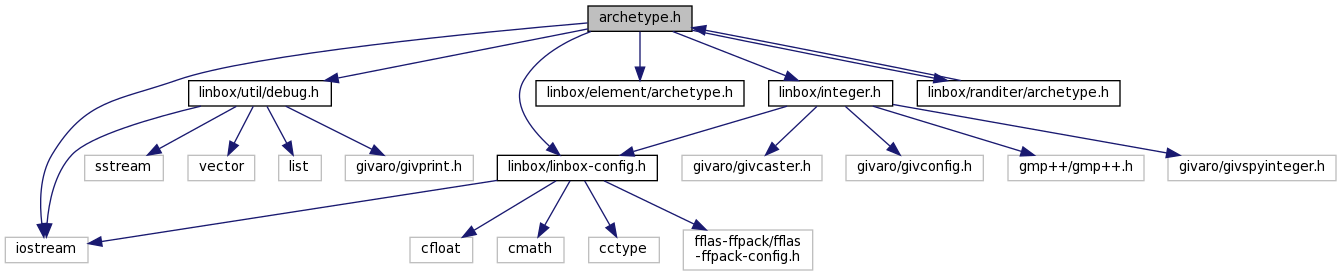 archetype.h
linbox/util/debug.h
linbox/element/archetype.h
linbox/integer.h
linbox/randiter/archetype.h
sstream
vector
list
givaro/givprint.h
linbox/linbox-config.h
givaro/givcaster.h
givaro/givconfig.h
gmp++/gmp++.h
givaro/givspyinteger.h
iostream
cfloat
cmath
cctype
fflas-ffpack/fflas
-ffpack-config.h